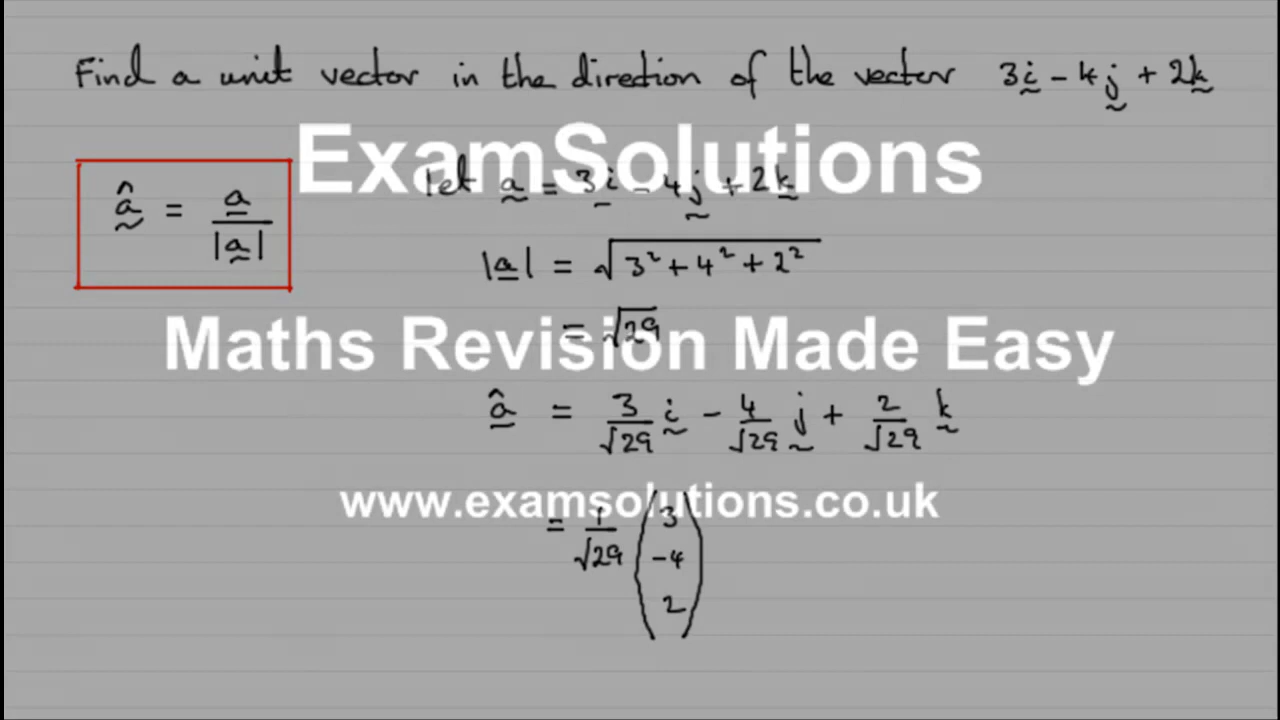 Find a unit vector in the direction of the vector 3i - 4j + 2k
ExamSolutions
let a = 3i - 4j + 2k
â = a / |a|
|a| = √(3² + 4² + 2²)
= √29
Maths Revision Made Easy
â = 3/√29 i - 4/√29 j + 2/√29 k
www.examsolutions.co.uk
= 1/√29 (3
-4
2)